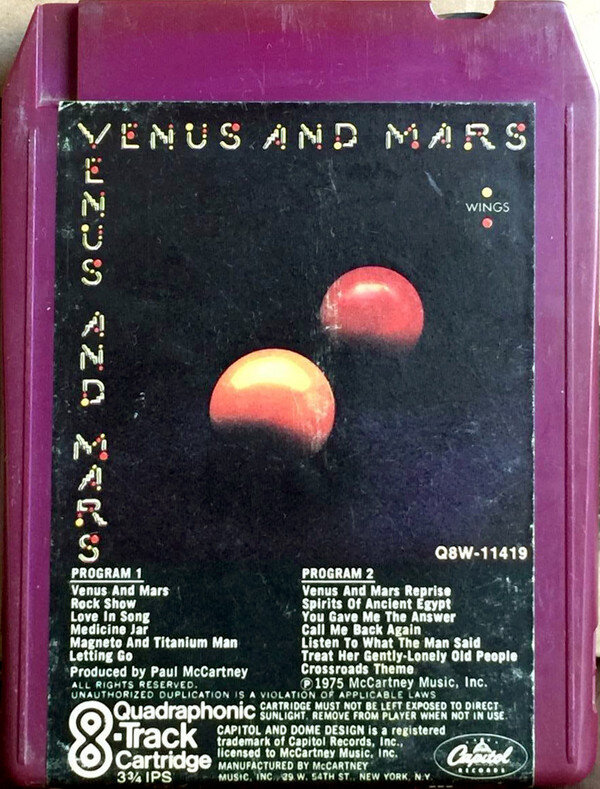 VENUS AND MARS
VENUS AND MARS
WINGS
Q8W-11419
PROGRAM 1
Venus And Mars
Rock Show
Love In Song
Medicine Jar
Magneto And Titanium Man
Letting Go
Produced by Paul McCartney
ALL RIGHTS RESERVED.
PROGRAM 2
Venus And Mars Reprise
Spirits Of Ancient Egypt
You Gave Me The Answer
Call Me Back Again
Listen To What The Man Said
Treat Her Gently-Lonely Old People
Crossroads Theme
℗1975 McCartney Music, Inc.
UNAUTHORIZED DUPLICATION IS A VIOLATION OF APPLICABLE LAWS
8
Quadraphonic
-Track
Cartridge
3¾ IPS
CARTRIDGE MUST NOT BE LEFT EXPOSED TO DIRECT
SUNLIGHT. REMOVE FROM PLAYER WHEN NOT IN USE.
CAPITOL AND DOME DESIGN is a registered
trademark of Capitol Records, Inc.,
licensed to McCartney Music, Inc.
MANUFACTURED BY McCARTNEY
MUSIC, INC., 39 W. 54TH ST., NEW YORK, N.Y.
Capitol
RECORDS